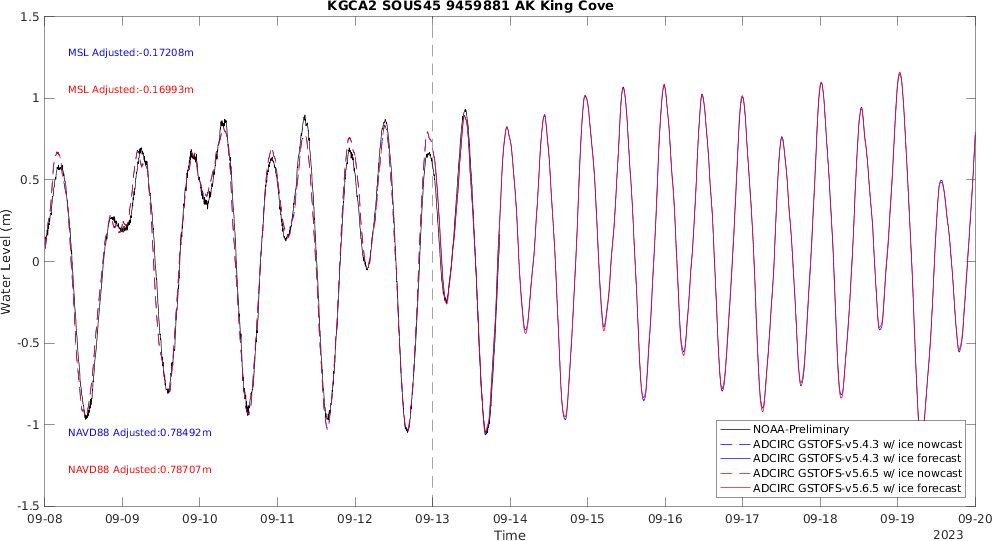 KGCA2 SOUS45 9459881 AK King Cove
1.5
1
0.5
0
-0.5
-1
-1.5
Water Level (m)
MSL Adjusted:-0.17208m
MSL Adjusted:-0.16993m
NAVD88 Adjusted:0.78492m
NAVD88 Adjusted:0.78707m
NOAA-Preliminary
ADCIRC GSTOFS-v5.4.3 w/ ice nowcast
ADCIRC GSTOFS-v5.4.3 w/ ice forecast
ADCIRC GSTOFS-v5.6.5 w/ ice nowcast
ADCIRC GSTOFS-v5.6.5 w/ ice forecast
09-08 09-09 09-10 09-11 09-12 09-13 09-14 09-15 09-16 09-17 09-18 09-19 09-20
Time
2023